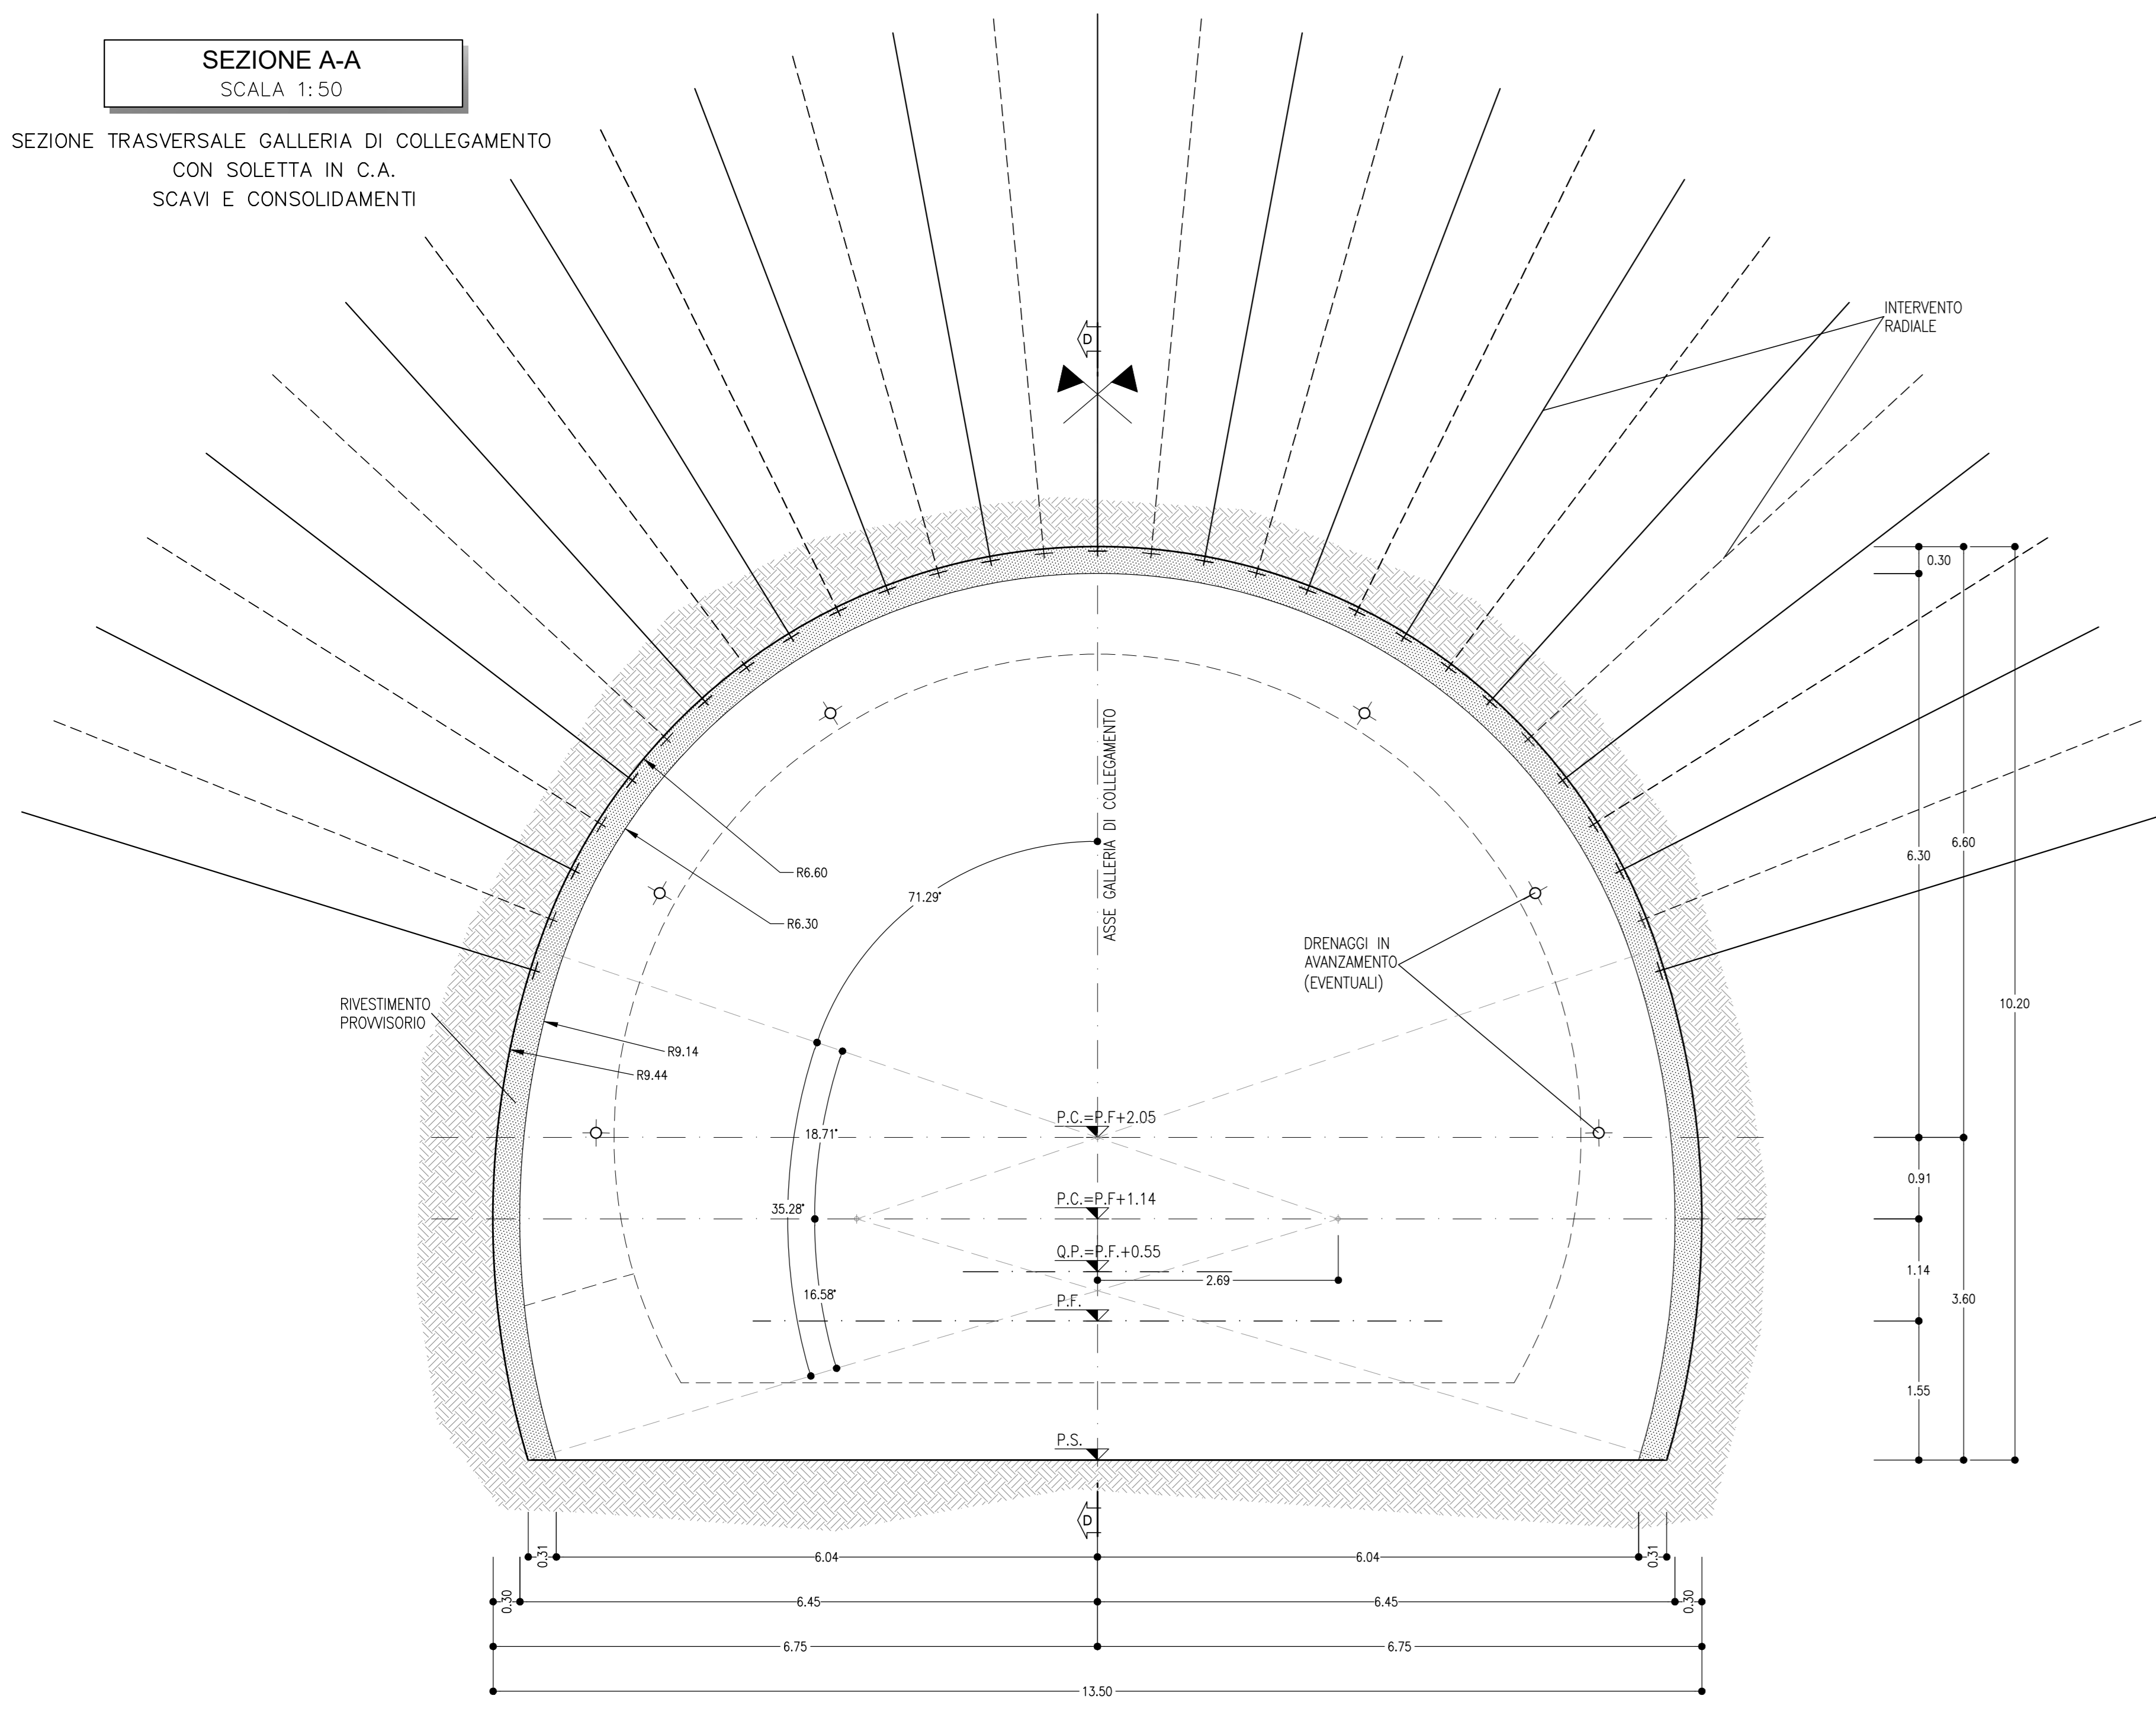 SEZIONE A-A
SCALA 1:50
SEZIONE TRASVERSALE GALLERIA DI COLLEGAMENTO
CON SOLETTA IN C.A.
SCAVI E CONSOLIDAMENTI
INTERVENTO
RADIALE
D
ASSE GALLERIA DI COLLEGAMENTO
0.30
6.30
6.60
10.20
R6.60
R6.30
71.29°
DRENAGGI IN
AVANZAMENTO
(EVENTUALI)
RIVESTIMENTO
PROVVISORIO
R9.14
R9.44
18.71°
35.28°
16.58°
P.C.=P.F+2.05
P.C.=P.F+1.14
Q.P.=P.F.+0.55
2.69
P.F.
P.S.
0.91
1.14
3.60
1.55
D
0.31
6.04
6.04
0.31
0.30
6.45
6.45
0.30
6.75
6.75
13.50